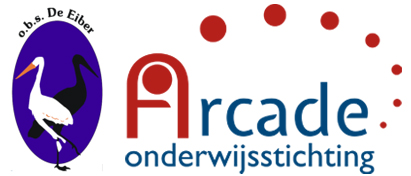 o.b.s. De Eiber
Arcade
onderwijsstichting